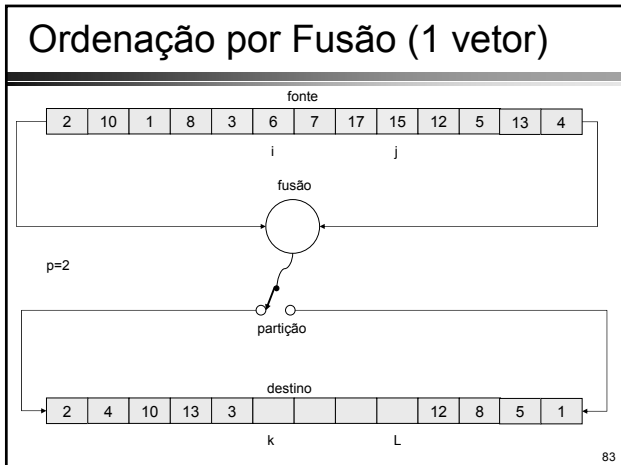 Ordenação por Fusão (1 vetor)
fonte
2 10 1 8 3 6 7 17 15 12 5 13 4
i j
fusão
p=2
partição
destino
2 4 10 13 3 12 8 5 1
k L
83